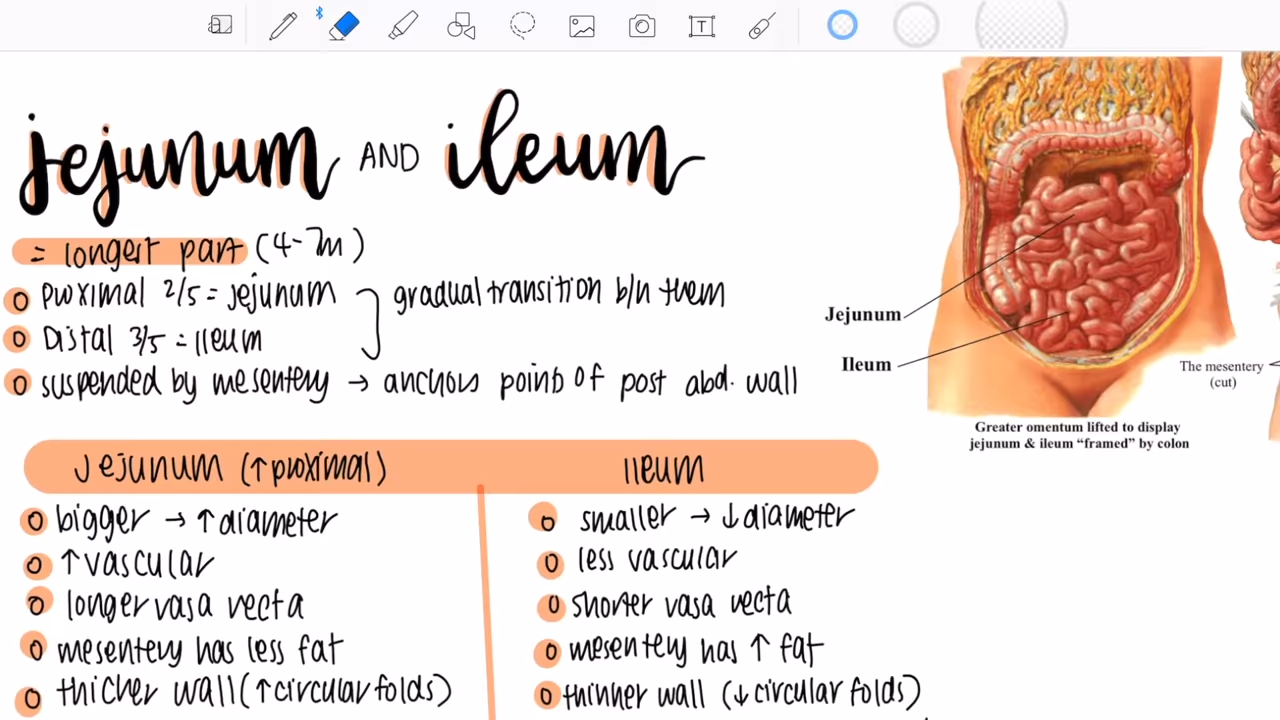 jejunum AND ileum
= longest part (4-7m)
Proximal 2/5 = jejunum
gradual transition b/n them
Distal 3/5 = Ileum
suspended by mesentery → anchors points of post abd. wall
Jejunum
Ileum
The mesentery
(cut)
Greater omentum lifted to display
jejunum & ileum “framed” by colon
Jejunum (↑proximal)
Ileum
bigger → ↑diameter
↑vascular
longer vasa recta
mesentery has less fat
thicker wall (↑circular folds)
smaller → ↓diameter
less vascular
shorter vasa recta
mesentery has ↑ fat
thinner wall (↓circular folds)